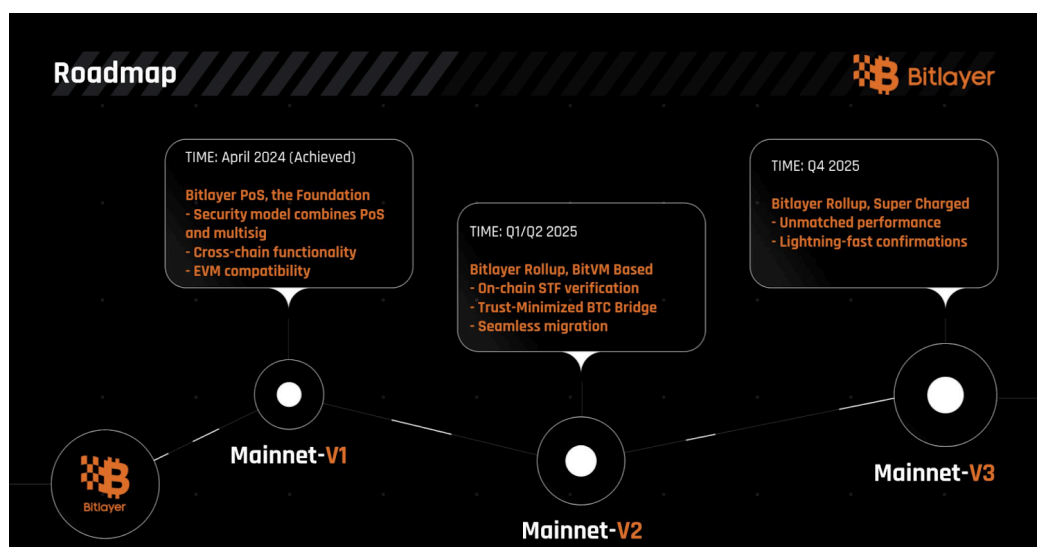 Roadmap
Bitlayer
TIME: April 2024 (Achieved)
Bitlayer PoS, the Foundation
- Security model combines PoS
and multisig
- Cross-chain functionality
- EVM compatibility
TIME: Q1/Q2 2025
Bitlayer Rollup, BitVM Based
- On-chain STF verification
- Trust-Minimized BTC Bridge
- Seamless migration
TIME: Q4 2025
Bitlayer Rollup, Super Charged
- Unmatched performance
- Lightning-fast confirmations
Bitlayer
Mainnet-V1
Mainnet-V2
Mainnet-V3